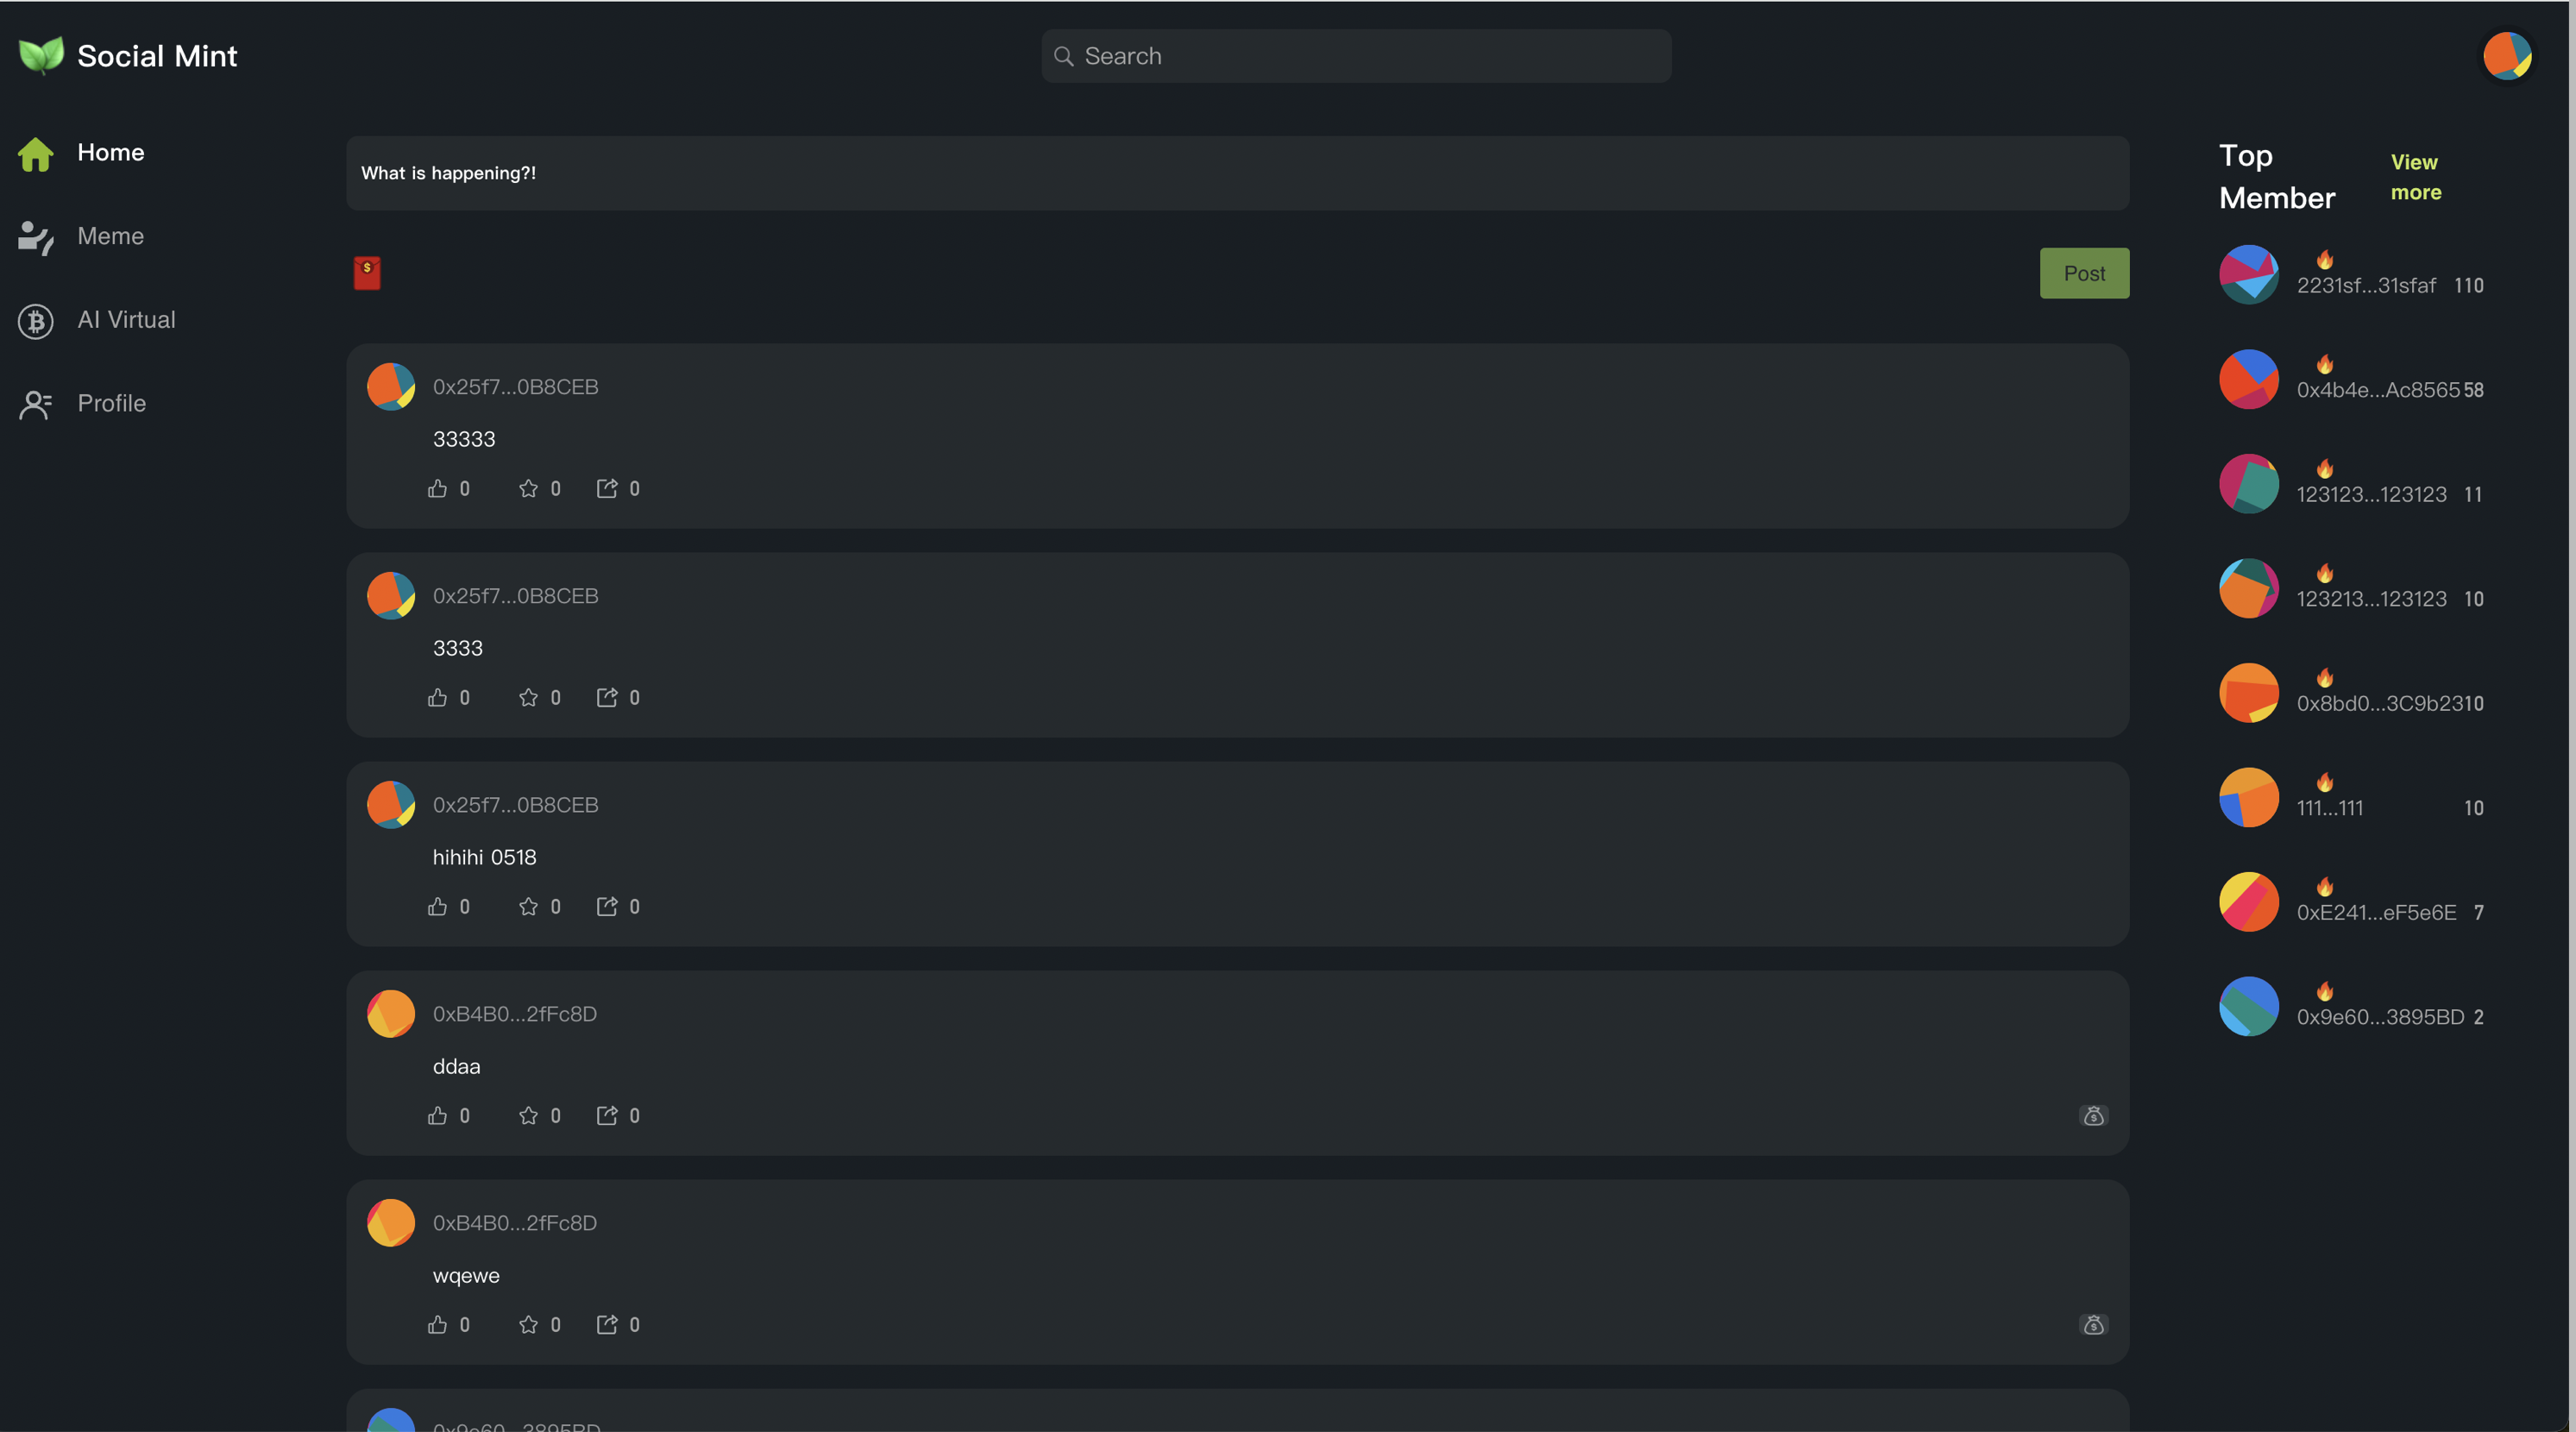 Social Mint
Search
Home
Meme
AI Virtual
Profile
What is happening?!
Post
0x25f7...0B8CEB
33333
0 0 0
0x25f7...0B8CEB
3333
0 0 0
0x25f7...0B8CEB
hihihi 0518
0 0 0
0xB4B0...2fFc8D
ddaa
0 0 0
0xB4B0...2fFc8D
wqewe
0 0 0
0x9e60...3895BD
Top
Member
View
more
2231sf...31sfaf 110
0x4b4e...Ac8565 58
123123...123123 11
123213...123123 10
0x8bd0...3C9b23 10
111...111 10
0xE241...eF5e6E 7
0x9e60...3895BD 2